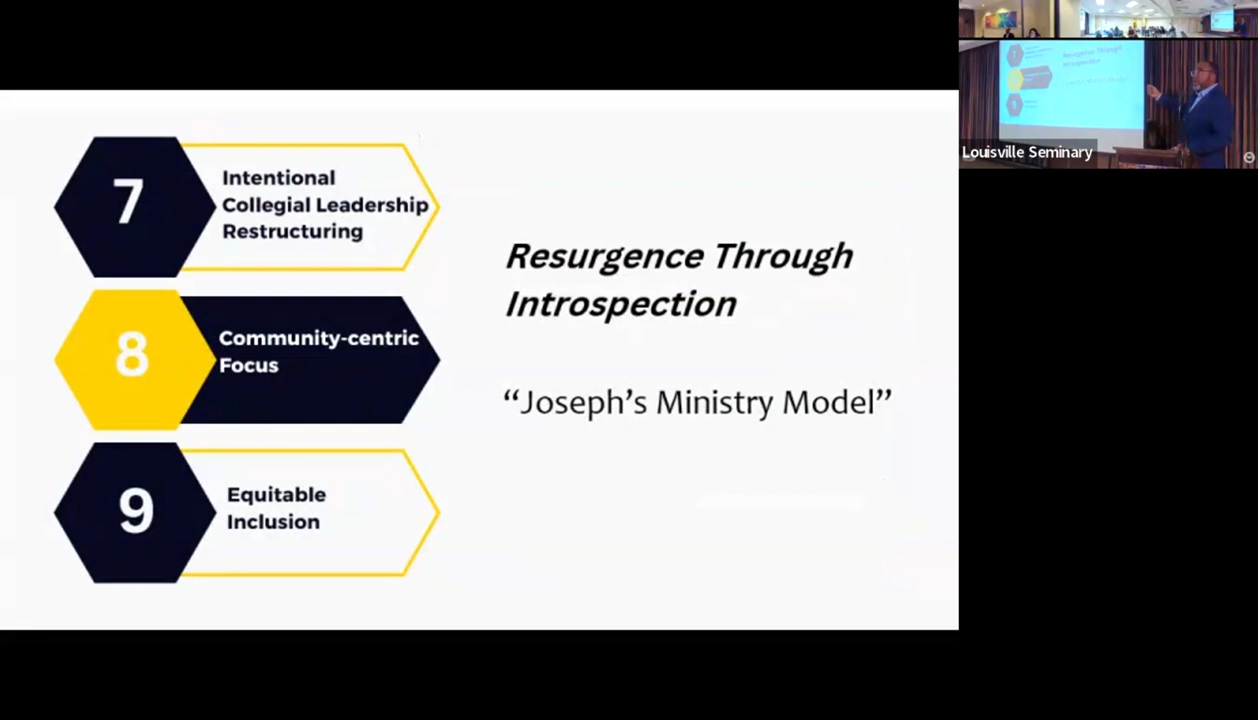 7
Intentional
Collegial Leadership
Restructuring
8
Community-centric
Focus
9
Equitable
Inclusion
Resurgence Through
Introspection
“Joseph’s Ministry Model”
Louisville Seminary